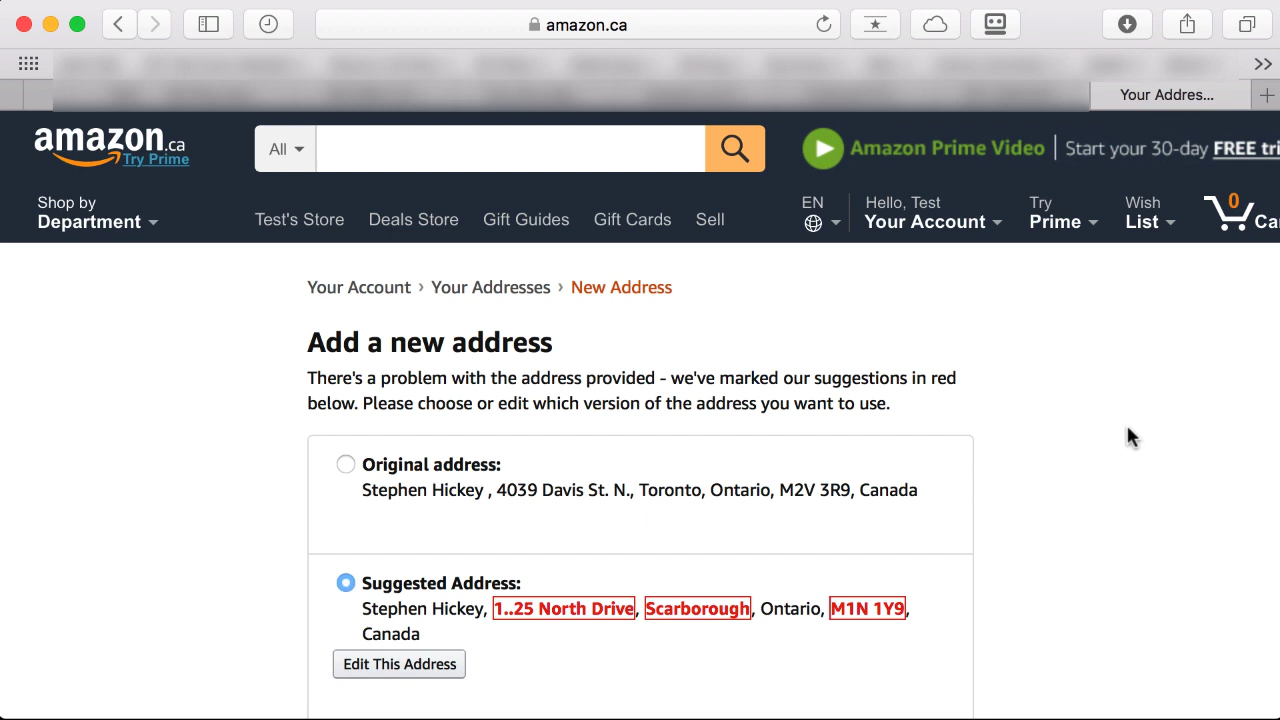 amazon.ca
Your Addres...
amazon.ca
Try Prime
All
Amazon Prime Video Start your 30-day FREE tri
Shop by
Department
Test's Store Deals Store Gift Guides Gift Cards Sell
EN
Hello, Test
Your Account
Try
Prime
Wish
List
0
Ca
Your Account › Your Addresses › New Address
Add a new address
There's a problem with the address provided - we've marked our suggestions in red
below. Please choose or edit which version of the address you want to use.
Original address:
Stephen Hickey , 4039 Davis St. N., Toronto, Ontario, M2V 3R9, Canada
Suggested Address:
Stephen Hickey, 1..25 North Drive, Scarborough, Ontario, M1N 1Y9,
Canada
Edit This Address